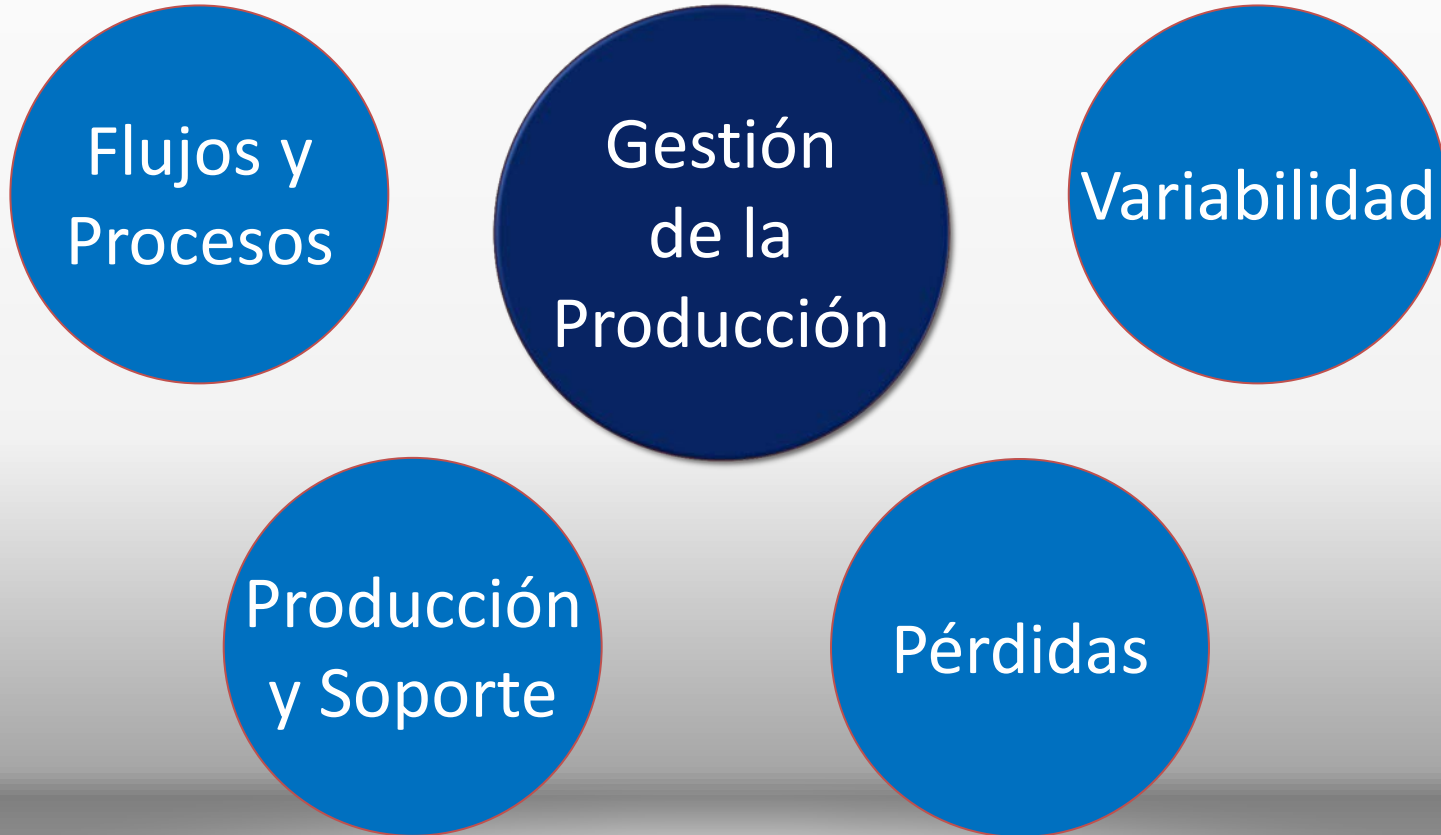 Flujos y
Procesos
Gestión
de la
Producción
Variabilidad
Producción
y Soporte
Pérdidas